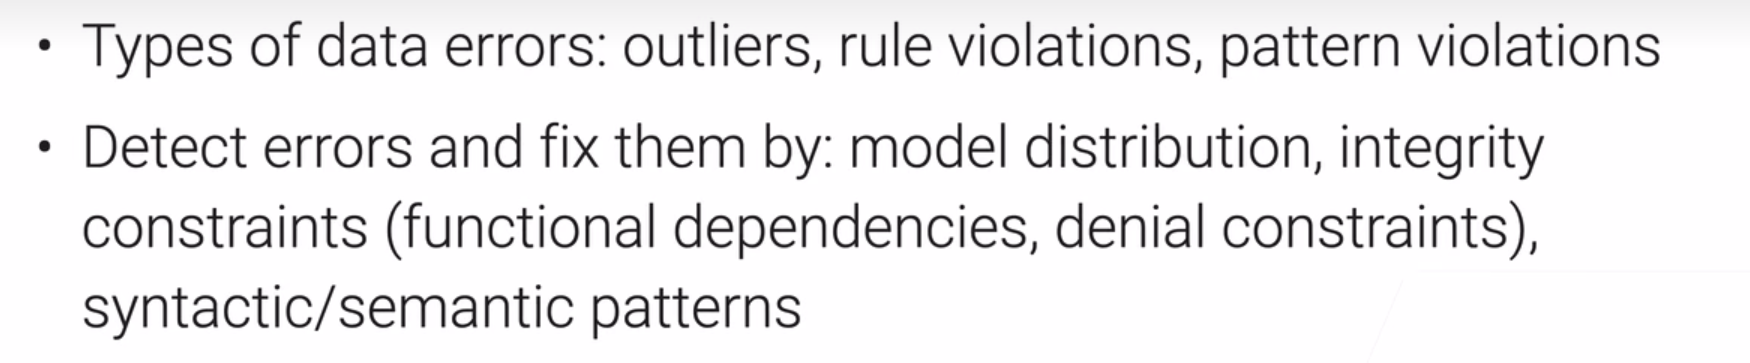 • Types of data errors: outliers, rule violations, pattern violations
• Detect errors and fix them by: model distribution, integrity
constraints (functional dependencies, denial constraints),
syntactic/semantic patterns